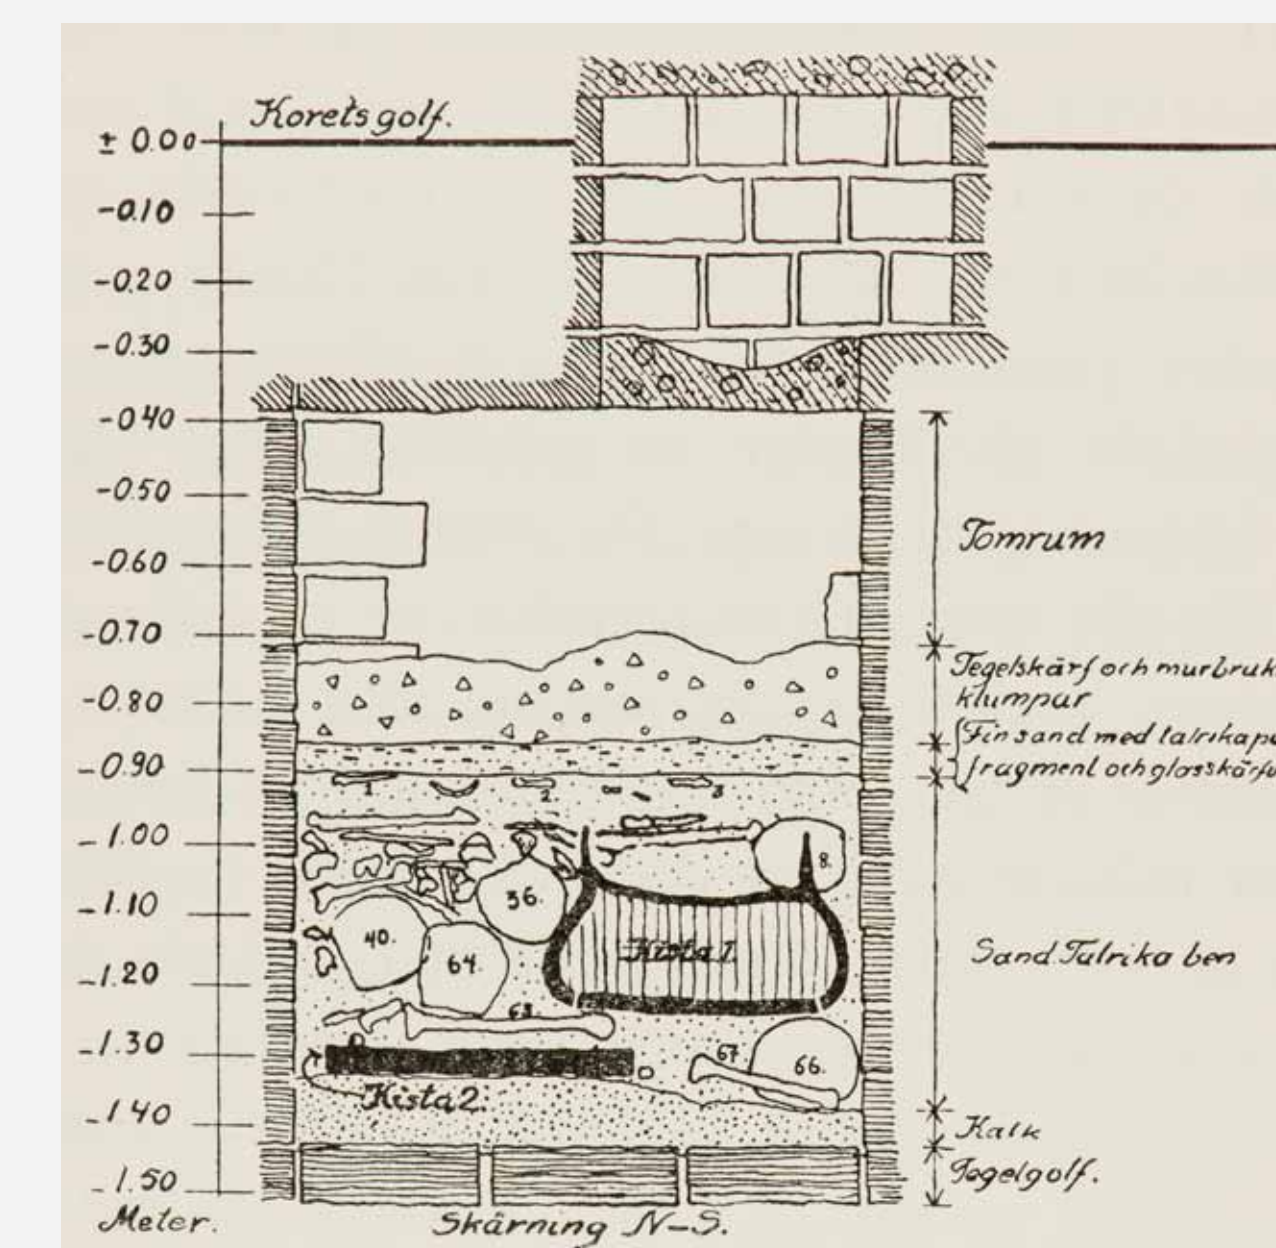 Korets golf.
± 0.00
-0.10
-0.20
-0.30
-0.40
-0.50
-0.60
-0.70
-0.80
-0.90
-1.00
-1.10
-1.20
-1.30
-1.40
-1.50
Meter.
Tomrum
Tegelskärf och murbruk
klumpar
Fin sand med talrika
fragment och glasskärfv
Sand. Talrika ben
Kalk
Tegelgolf.
1 2 3
8.
36.
40.
64.
Kista 1.
63.
67.
66.
Kista 2.
Skärning N-S.